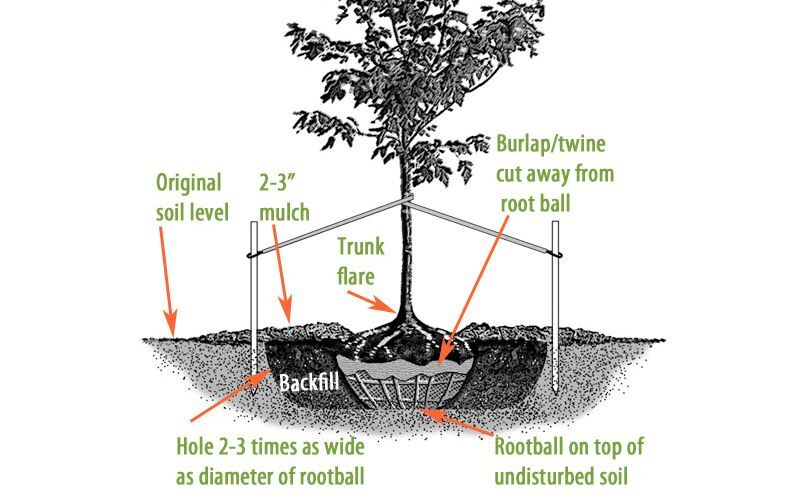 Burlap/twine
cut away from
root ball
Original
soil level
2-3"
mulch
Trunk
flare
Backfill
Hole 2-3 times as wide
as diameter of rootball
Rootball on top of
undisturbed soil